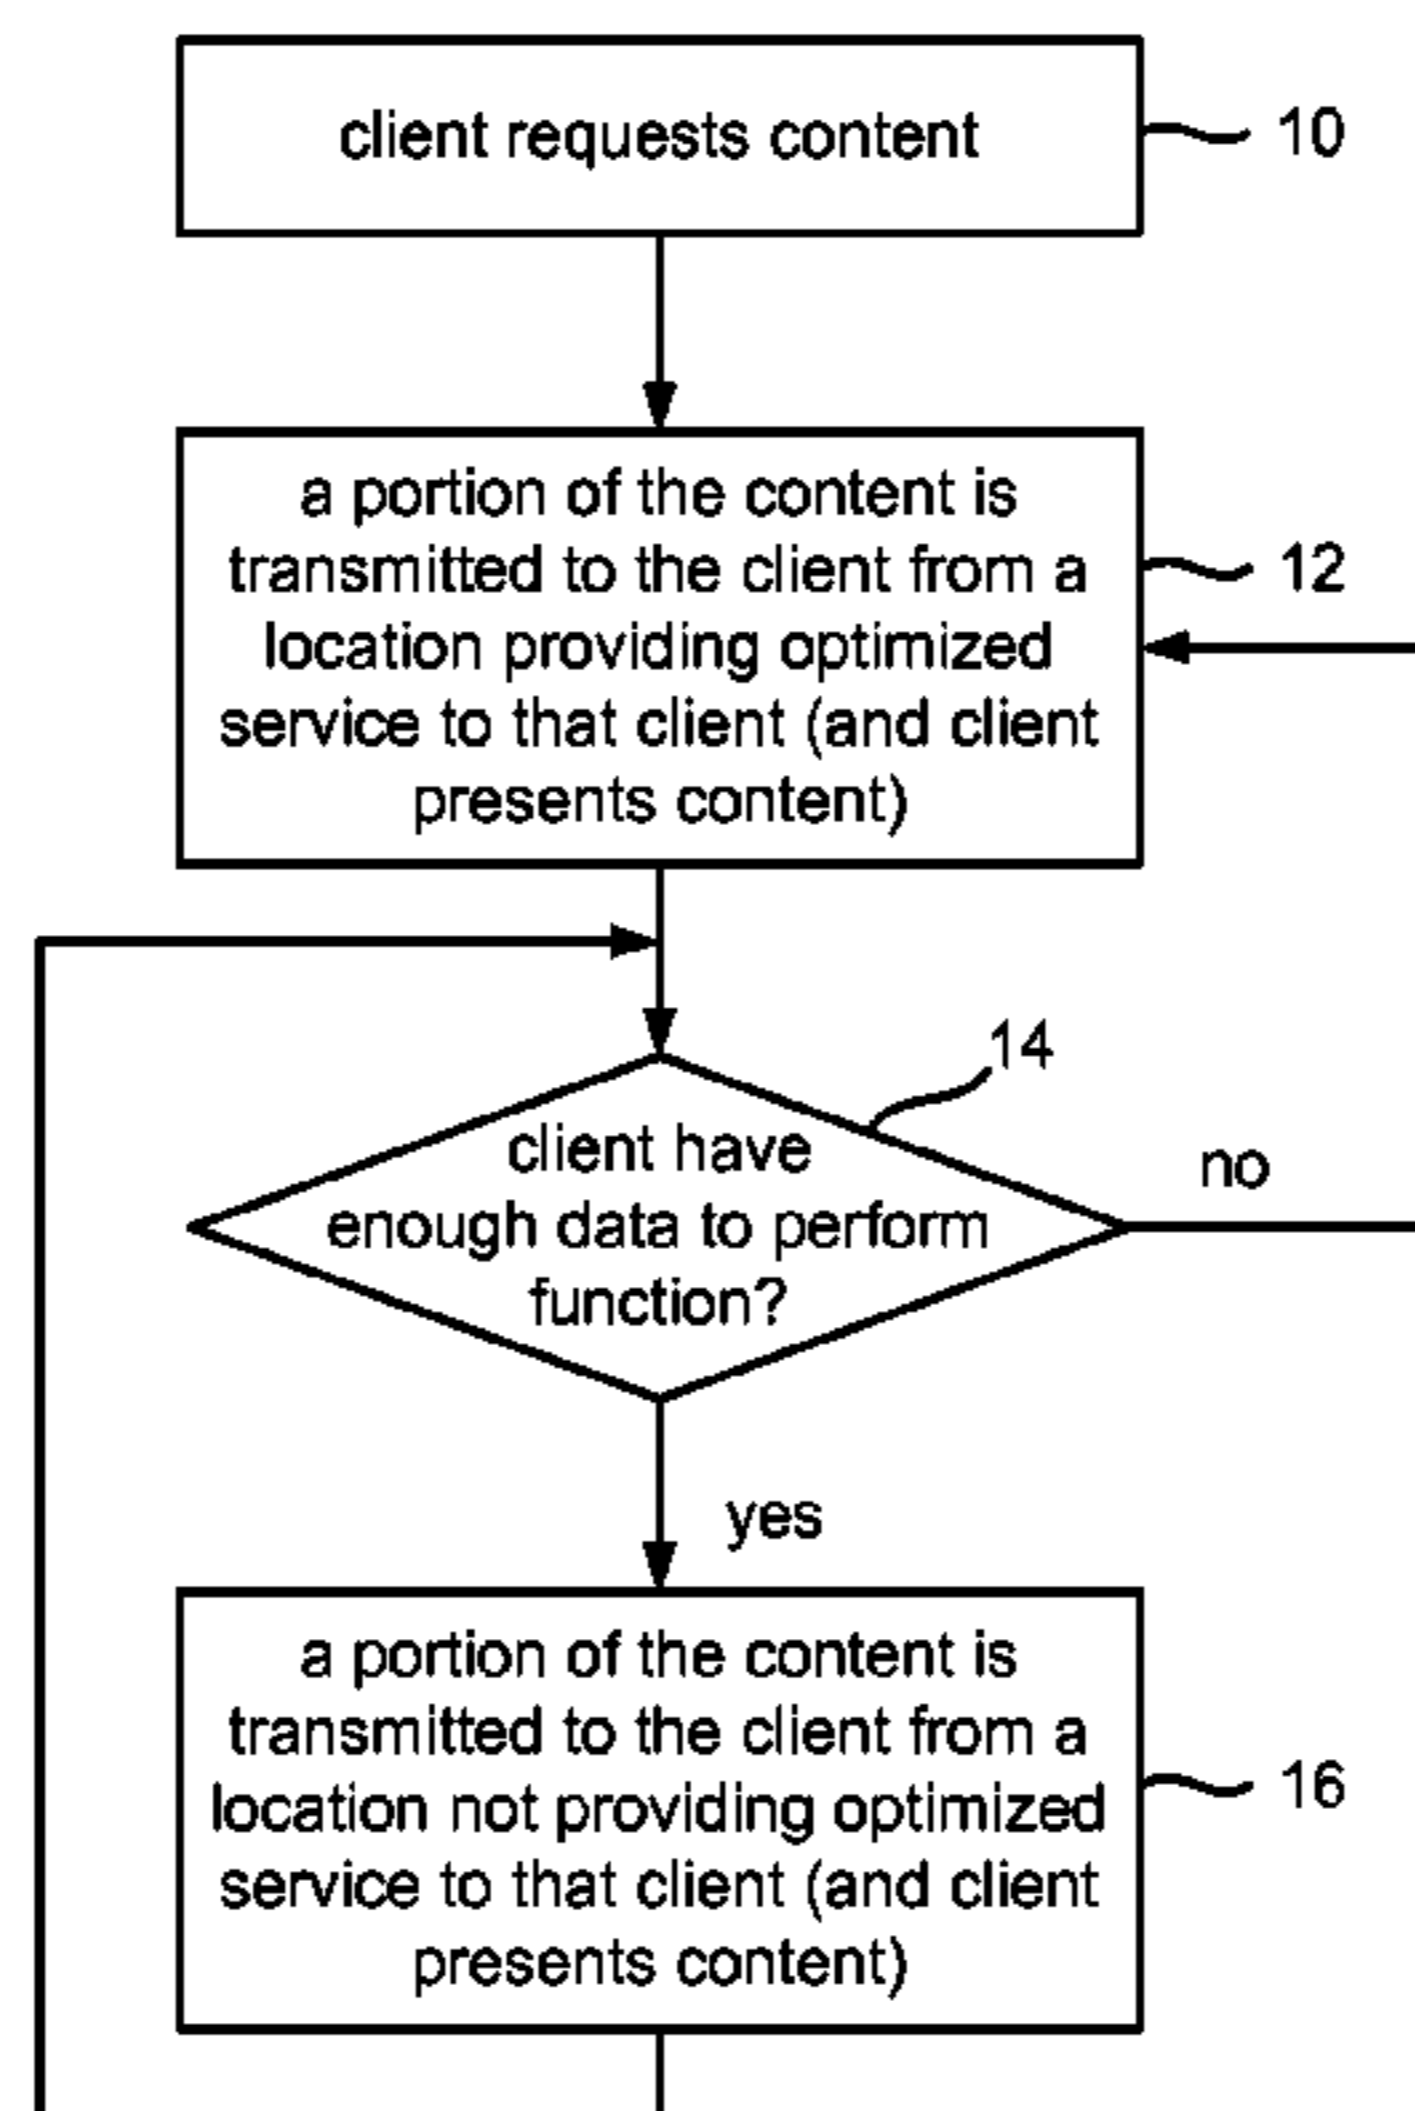 client requests content
10
a portion of the content is
transmitted to the client from a
location providing optimized
service to that client (and client
presents content)
12
14
client have
enough data to perform
function?
no
yes
a portion of the content is
transmitted to the client from a
location not providing optimized
service to that client (and client
presents content)
16